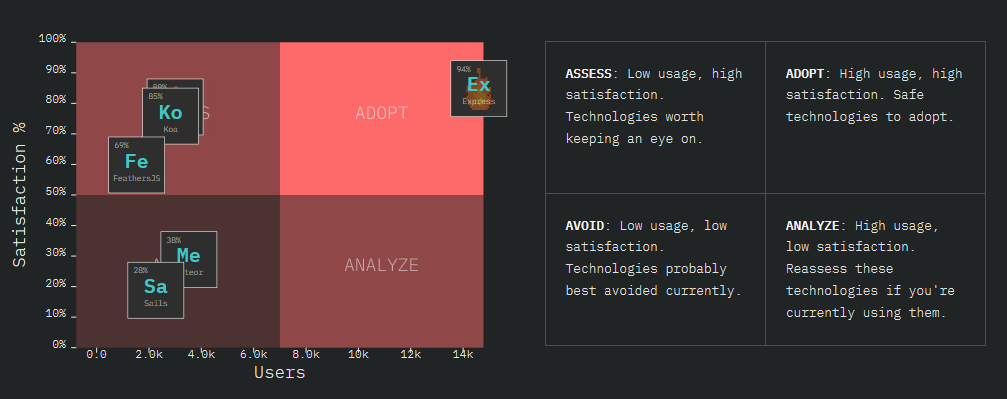 100%
90%
80%
70%
60%
50%
40%
30%
20%
10%
0%
Satisfaction %
94%
Ex
Express
85%
Ko
Koa
ADOPT
69%
Fe
FeathersJS
38%
Me
28%
Sa
Sails
ANALYZE
0.0 2.0k 4.0k 6.0k 8.0k 10k 12k 14k
Users
ASSESS: Low usage, high
satisfaction.
Technologies worth
keeping an eye on.
ADOPT: High usage, high
satisfaction. Safe
technologies to adopt.
AVOID: Low usage, low
satisfaction.
Technologies probably
best avoided currently.
ANALYZE: High usage,
low satisfaction.
Reassess these
technologies if you're
currently using them.